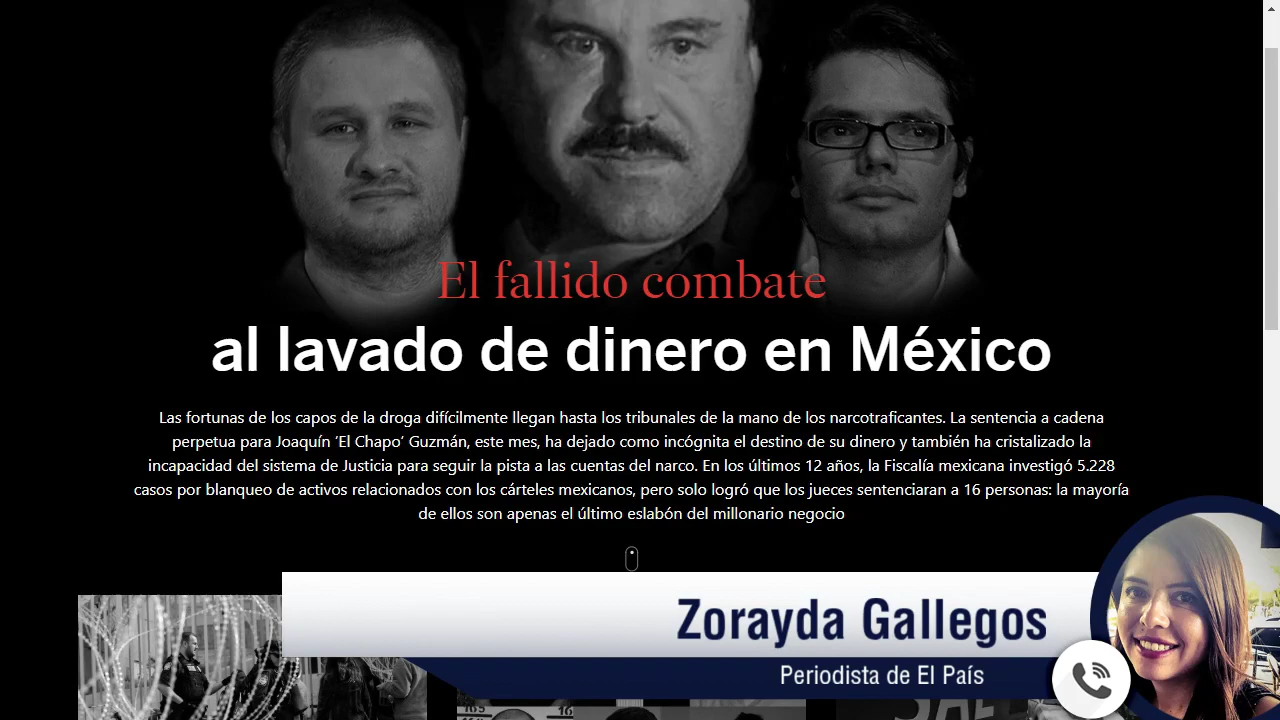 El fallido combate
al lavado de dinero en México
Las fortunas de los capos de la droga difícilmente llegan hasta los tribunales de la mano de los narcotraficantes. La sentencia a cadena
perpetua para Joaquín ‘El Chapo’ Guzmán, este mes, ha dejado como incógnita el destino de su dinero y también ha cristalizado la
incapacidad del sistema de Justicia para seguir la pista a las cuentas del narco. En los últimos 12 años, la Fiscalía mexicana investigó 5.228
casos por blanqueo de activos relacionados con los cárteles mexicanos, pero solo logró que los jueces sentenciaran a 16 personas: la mayoría
de ellos son apenas el último eslabón del millonario negocio
Zorayda Gallegos
Periodista de El País